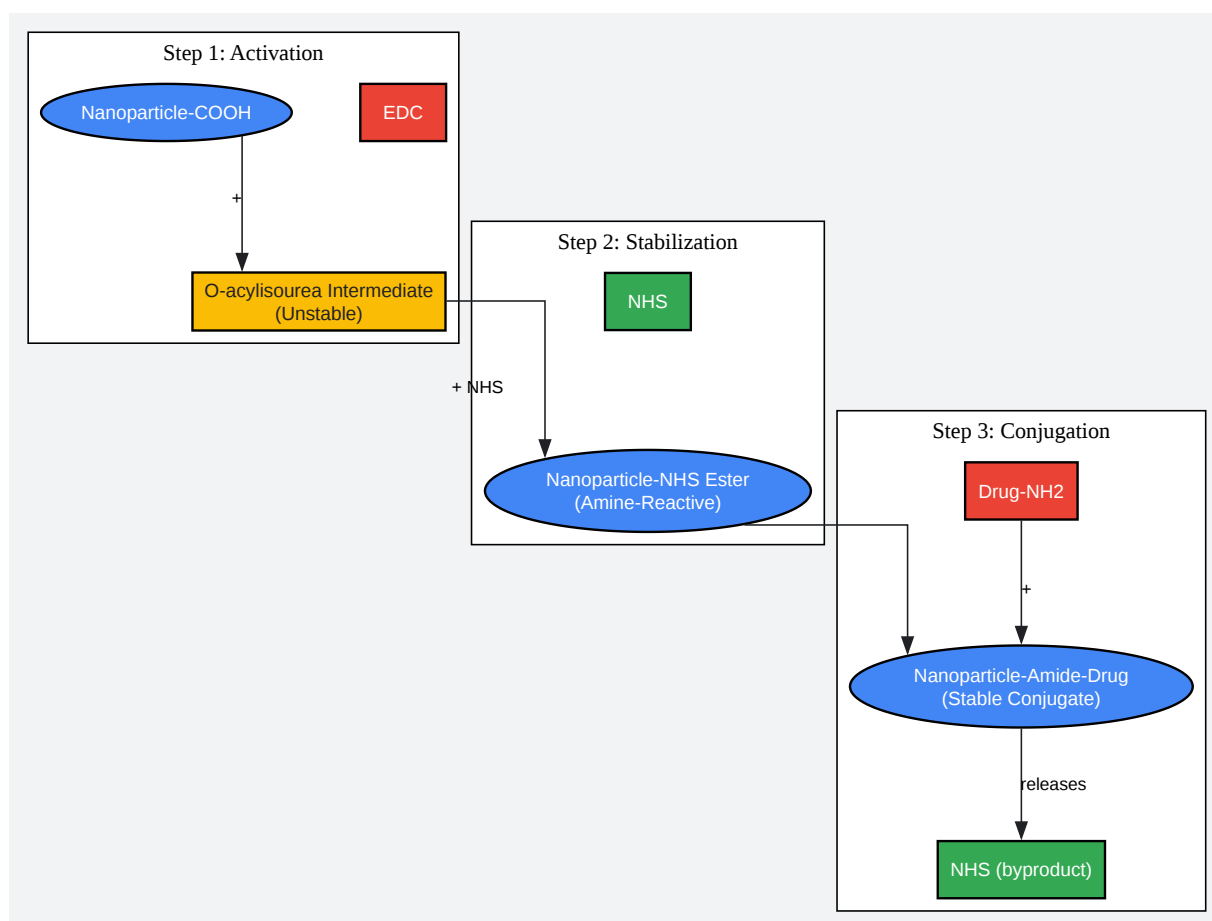 Step 1: Activation
Nanoparticle-COOH
EDC
+
O-acylisourea Intermediate
(Unstable)
Step 2: Stabilization
NHS
+ NHS
Nanoparticle-NHS Ester
(Amine-Reactive)
Step 3: Conjugation
Drug-NH2
+
Nanoparticle-Amide-Drug
(Stable Conjugate)
releases
NHS (byproduct)